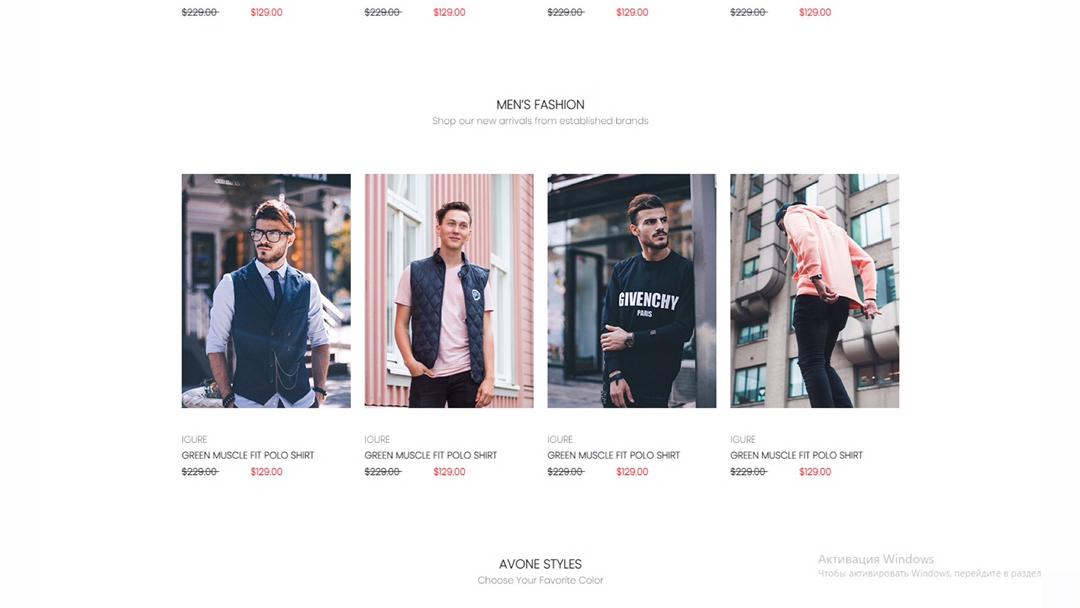 $229.00 $129.00 $229.00 $129.00 $229.00 $129.00 $229.00 $129.00
MEN'S FASHION
Shop our new arrivals from established brands
GIVENCHY
PARIS
IGURE IGURE IGURE IGURE
GREEN MUSCLE FIT POLO SHIRT GREEN MUSCLE FIT POLO SHIRT GREEN MUSCLE FIT POLO SHIRT GREEN MUSCLE FIT POLO SHIRT
$229.00 $129.00 $229.00 $129.00 $229.00 $129.00 $229.00 $129.00
AVONE STYLES
Choose Your Favorite Color
Активация Windows
Чтобы активировать Windows, перейдите в раздел